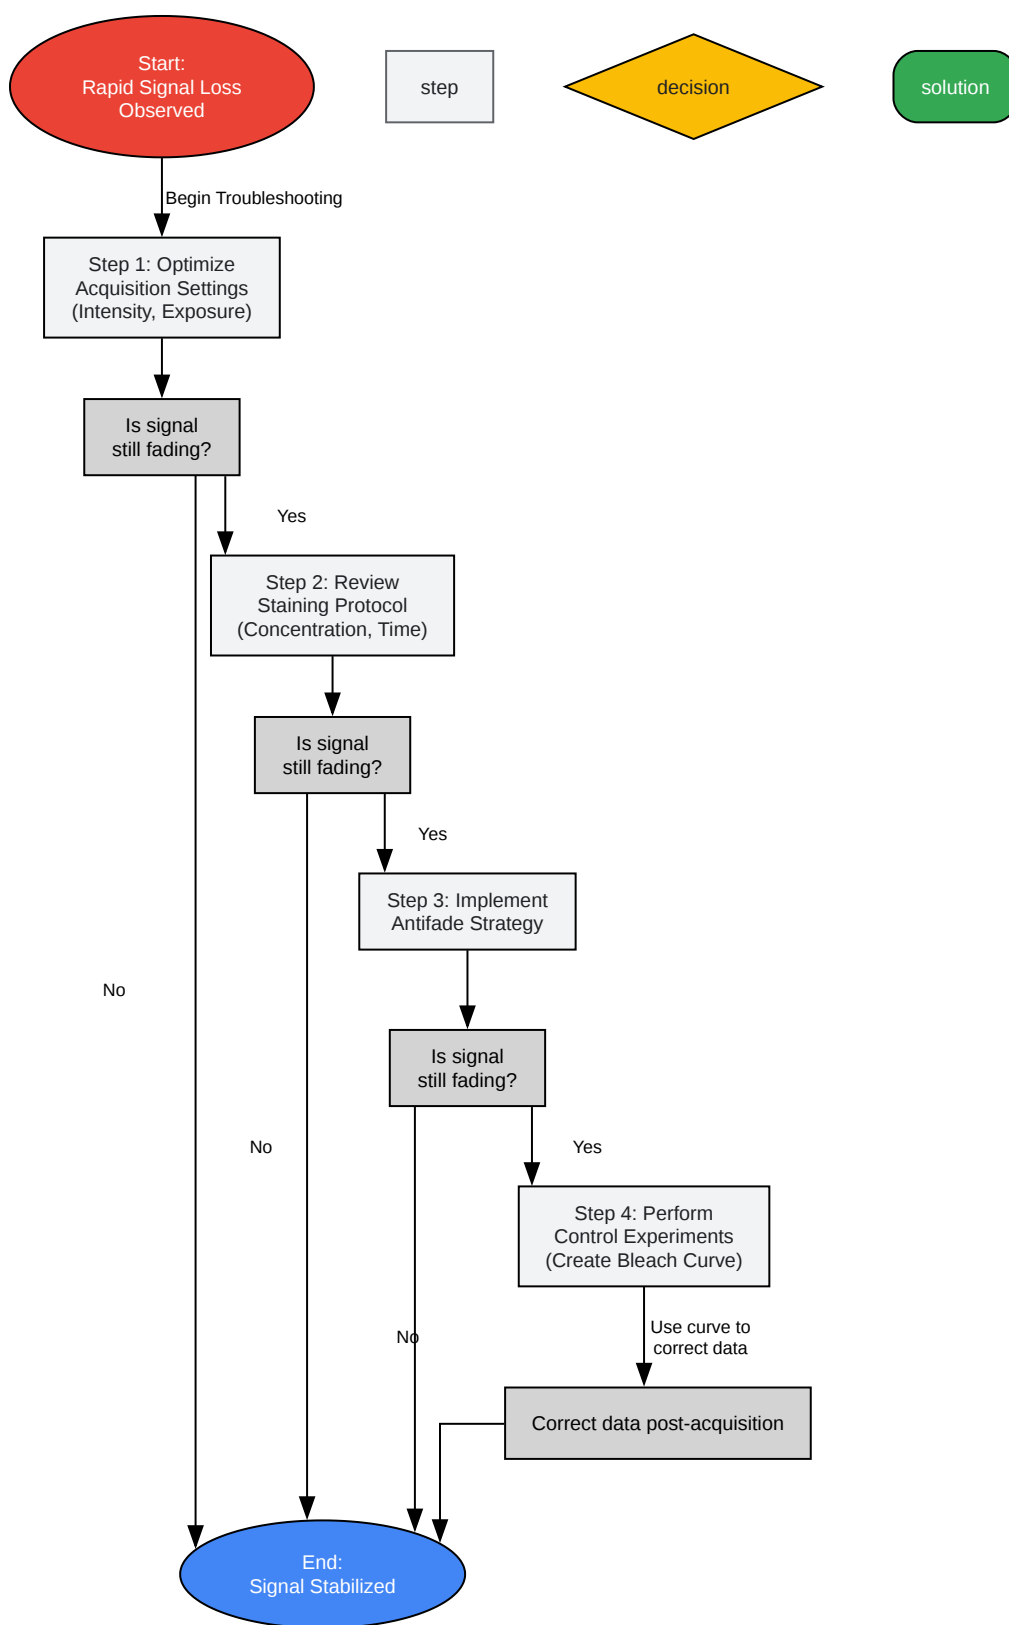 Start:
Rapid Signal Loss
Observed
step
decision
solution
Begin Troubleshooting
Step 1: Optimize
Acquisition Settings
(Intensity, Exposure)
Is signal
still fading?
Yes
Step 2: Review
Staining Protocol
(Concentration, Time)
Is signal
still fading?
Yes
Step 3: Implement
Antifade Strategy
No
Is signal
still fading?
No
Yes
Step 4: Perform
Control Experiments
(Create Bleach Curve)
No
Use curve to
correct data
Correct data post-acquisition
End:
Signal Stabilized